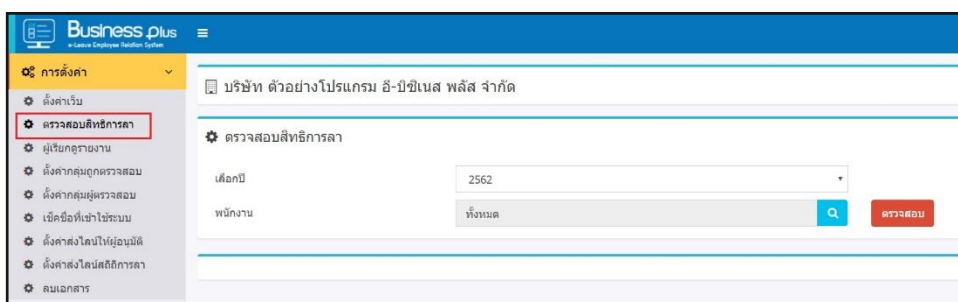 Business plus
e-Leave Employee Relation System
การตั้งค่า
ตั้งค่าเว็บ
ตรวจสอบสิทธิการลา
ผู้เรียกดูรายงาน
ตั้งค่ากลุ่มถูกตรวจสอบ
ตั้งค่ากลุ่มผู้ตรวจสอบ
เช็คชื่อที่เข้าใช้ระบบ
ตั้งค่าส่งไลน์ให้ผู้อนุมัติ
ตั้งค่าส่งไลน์สถิติการลา
ลบเอกสาร
บริษัท ตัวอย่างโปรแกรม อี-บิซิเนส พลัส จำกัด
ตรวจสอบสิทธิการลา
เลือกปี
2562
พนักงาน
ทั้งหมด
ตรวจสอบ